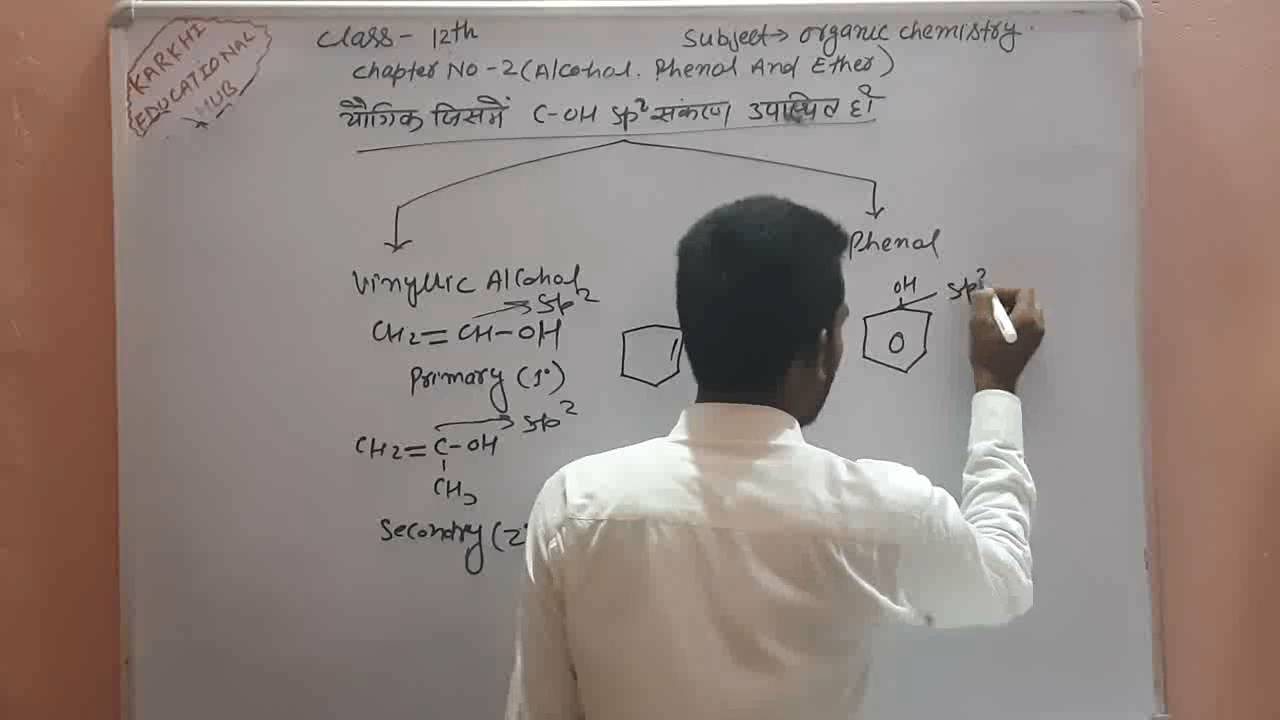 KARKHI
EDUCATIONAL
HUB
Class - 12th
Subject → organic chemistry.
Chapter No - 2 (Alcohol. Phenol And Ether)
यौगिक जिसमें C-OH sp² संकरण उपस्थित हो
Vinyllic Alcohol
→ sp²
CH₂=CH-OH
Primary (1°)
→ sp²
CH₂=C-OH
CH₃
Secondry (2°
Phenol
OH
sp²